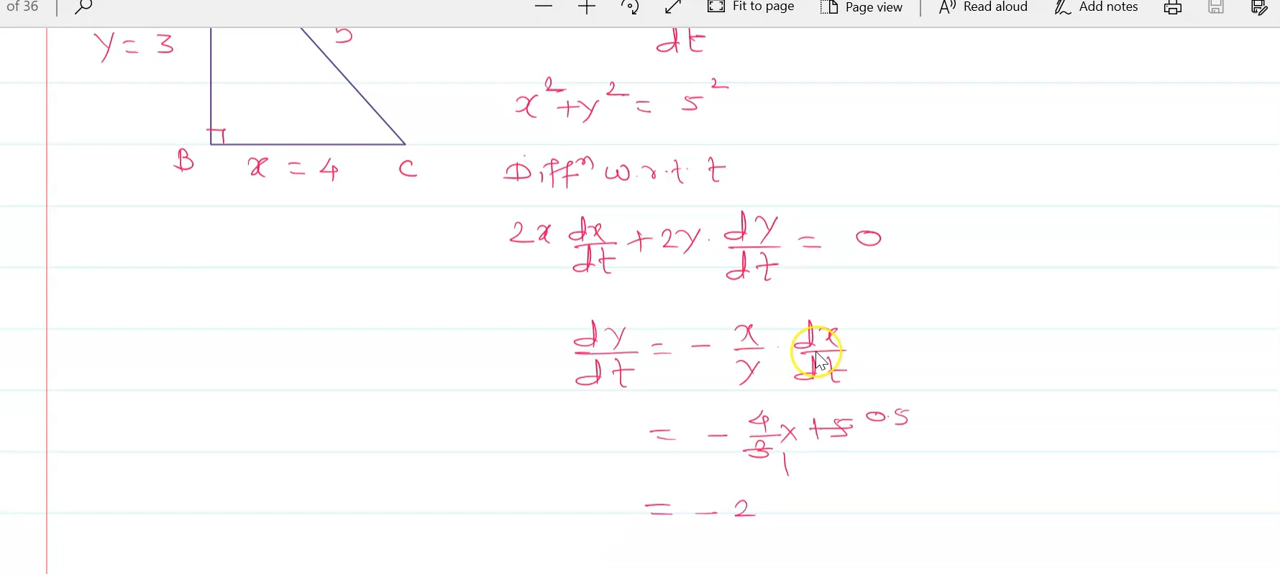 of 36 Fit to page Page view Read aloud Add notes
y = 3
5
dt
x² + y² = 5²
B x = 4 C
Diffⁿ w.r.t. t
2x dx/dt + 2y · dy/dt = 0
dy/dt = - x/y · dx/dt
= - 4/3 x 1.5 0.5
1
= - 2